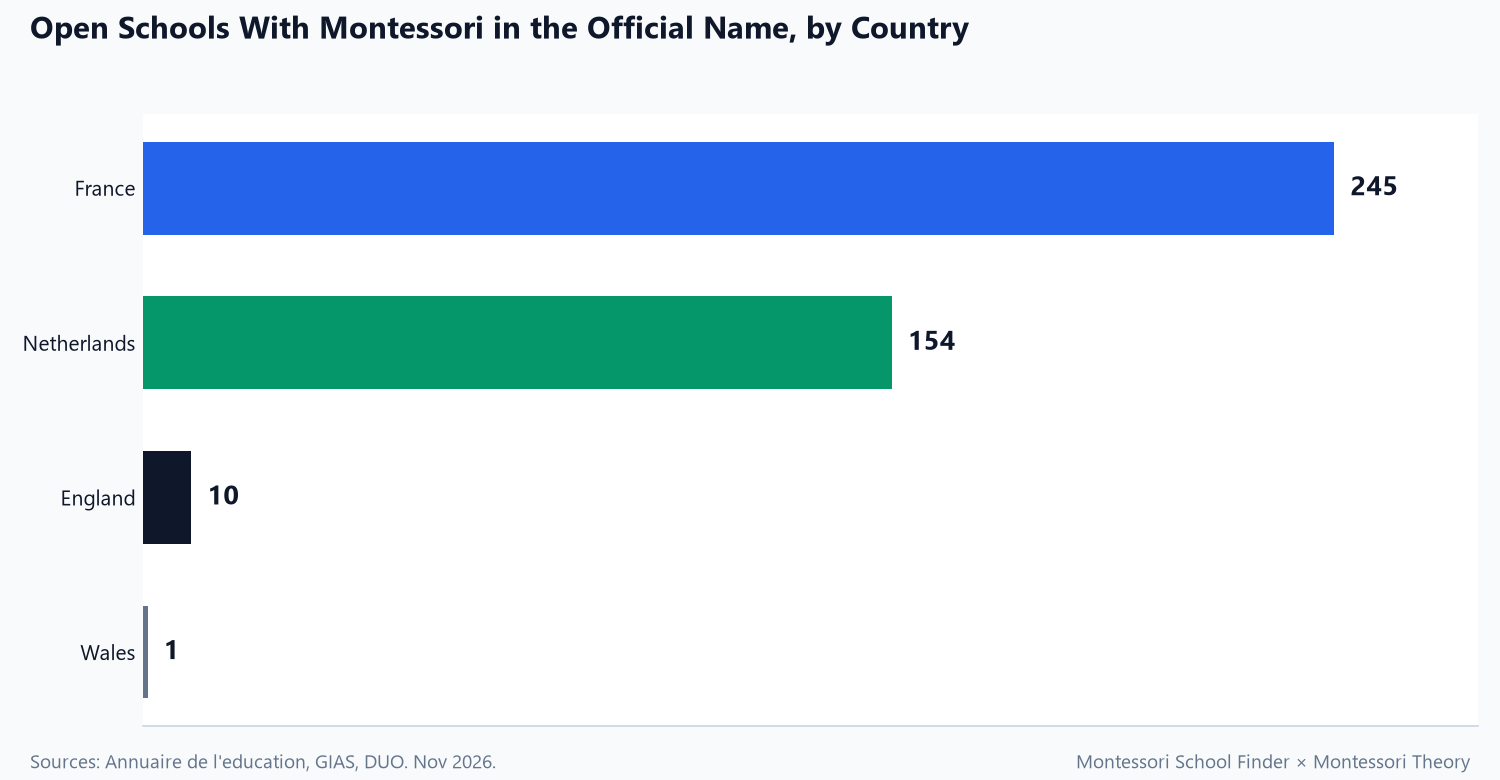 Open Schools With Montessori in the Official Name, by Country
France
245
Netherlands
154
England
10
Wales
1
Sources: Annuaire de l'education, GIAS, DUO. Nov 2026.
Montessori School Finder × Montessori Theory